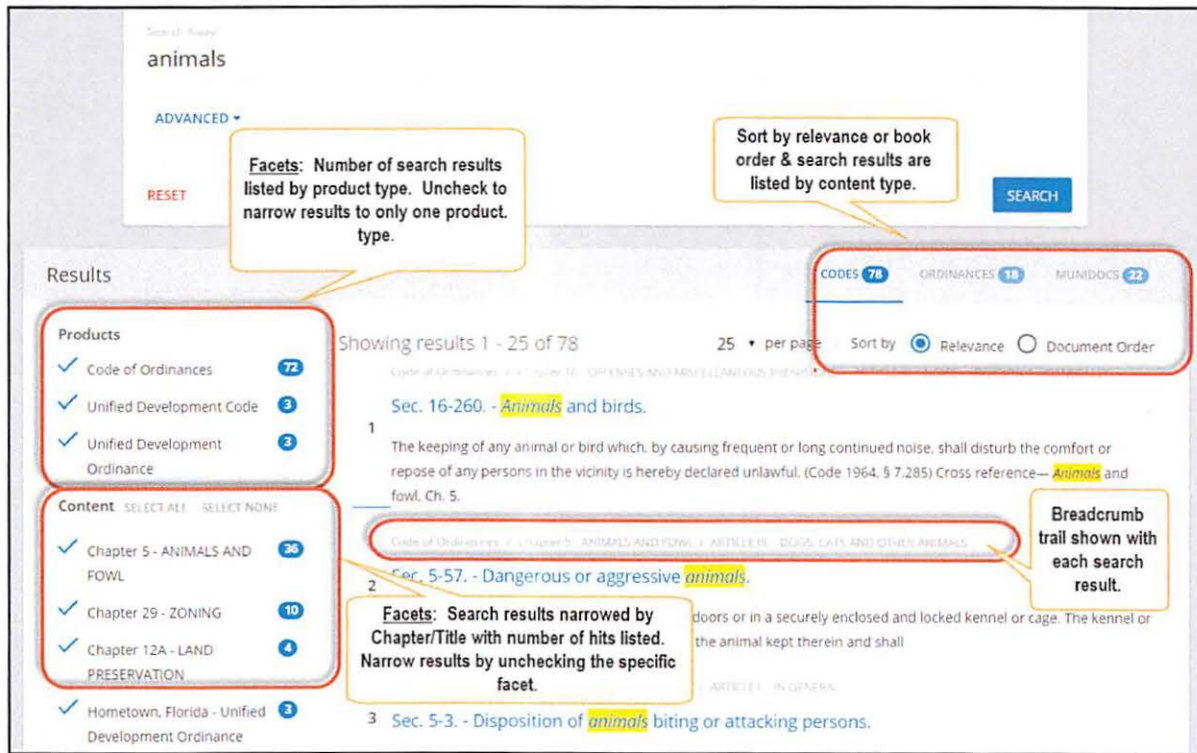 Search Away!
animals
ADVANCED
RESET
Facets: Number of search results
listed by product type. Uncheck to
narrow results to only one product.
type.
Sort by relevance or book
order & search results are
listed by content type.
SEARCH
Results
CODES 78 ORDINANCES 18 MUNIDOCS 22
Products
Code of Ordinances 72
Unified Development Code 3
Unified Development
Ordinance 3
Showing results 1 - 25 of 78
25 per page
Sort by Relevance Document Order
Content SELECT ALL SELECT NONE
Chapter 5 - ANIMALS AND
FOWL 36
Chapter 29 - ZONING 10
Chapter 12A - LAND
PRESERVATION 4
Hometown, Florida - Unified
Development Ordinance 3
1
Sec. 16-260. - Animals and birds.
The keeping of any animal or bird which, by causing frequent or long continued noise, shall disturb the comfort or
repose of any persons in the vicinity is hereby declared unlawful. (Code 1964, § 7.285) Cross reference— Animals and
fowl, Ch. 5.
Code of Ordinances Chapter 5 ANIMALS AND FOWL ARTICLE DOGS, CATS AND OTHER ANIMALS
Breadcrumb
trail shown with
each search
result.
2
Sec. 5-57. - Dangerous or aggressive animals.
doors or in a securely enclosed and locked kennel or cage. The kennel or
the animal kept therein and shall
Facets: Search results narrowed by
Chapter/Title with number of hits listed.
Narrow results by unchecking the specific
facet.
ARTICLE I IN GENERAL
3 Sec. 5-3. - Disposition of animals biting or attacking persons.